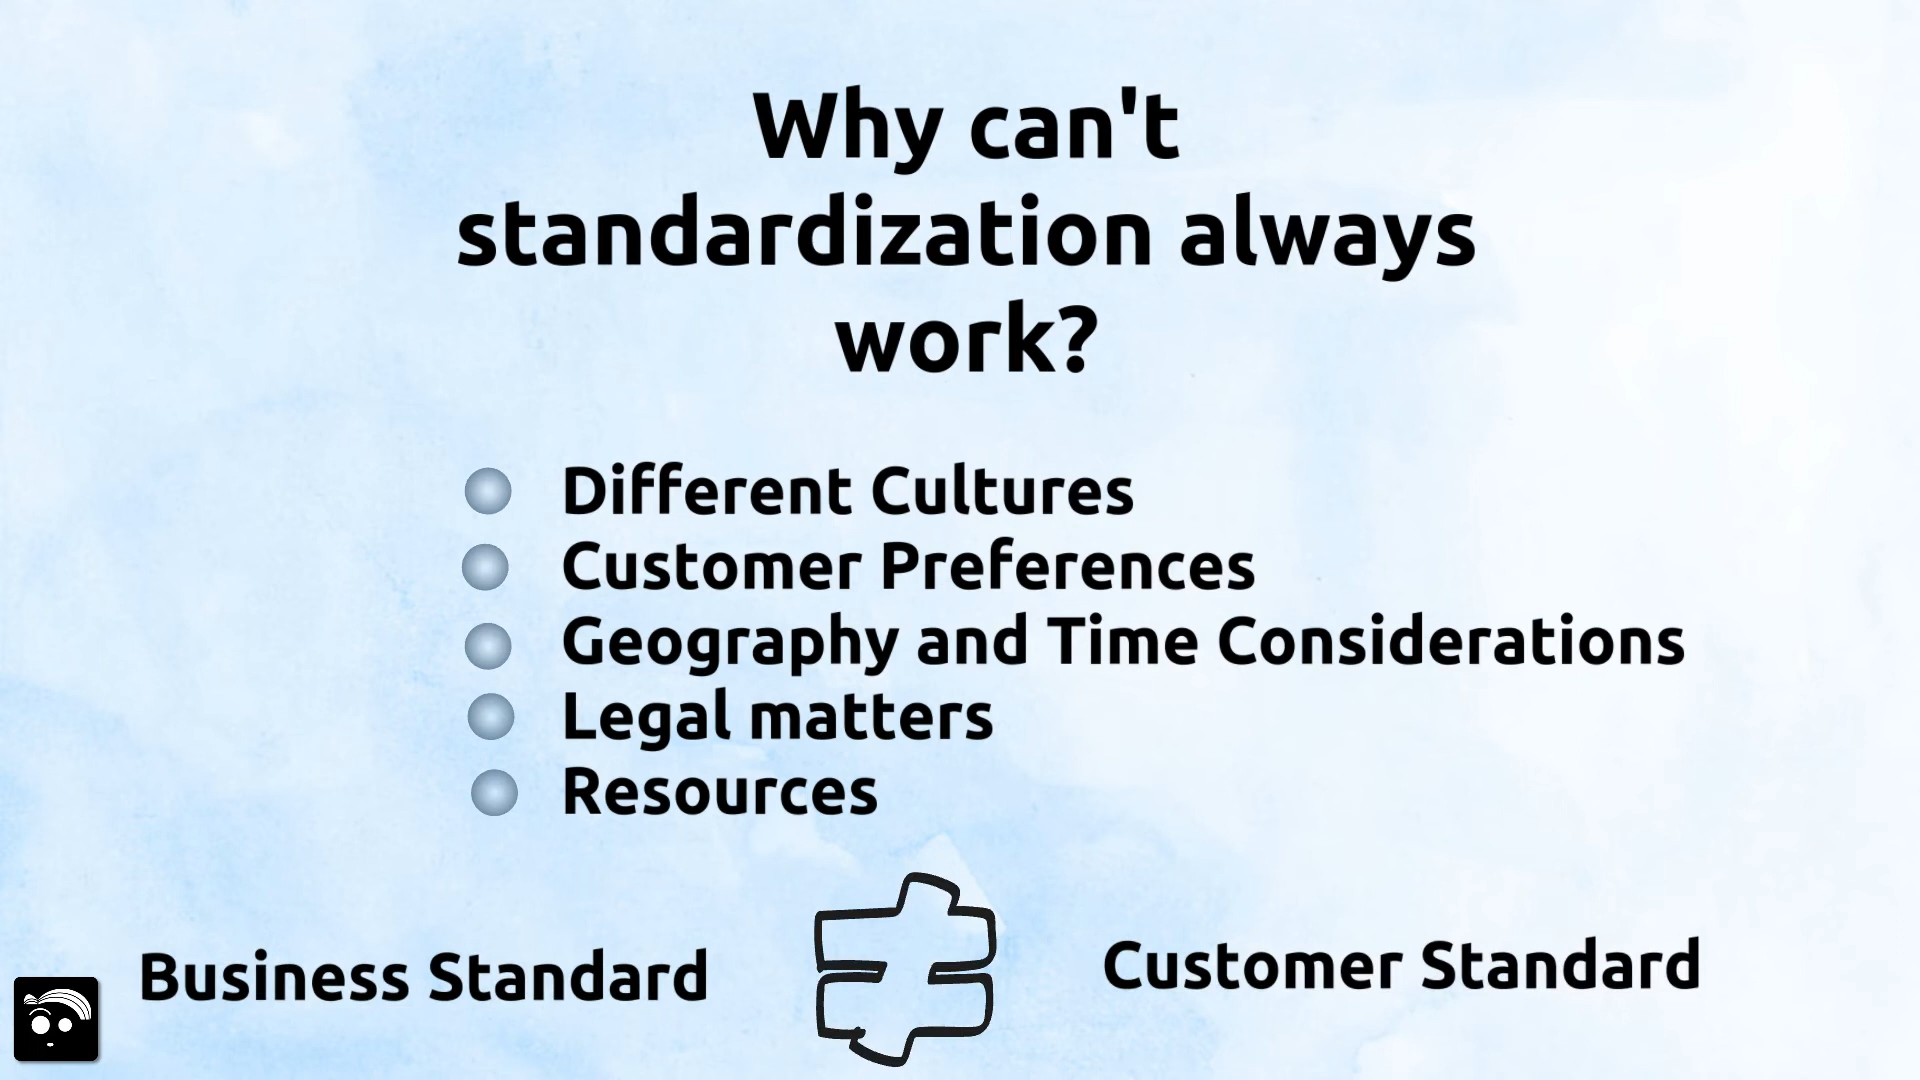 Why can't
standardization always
work?
Different Cultures
Customer Preferences
Geography and Time Considerations
Legal matters
Resources
Business Standard ≠ Customer Standard